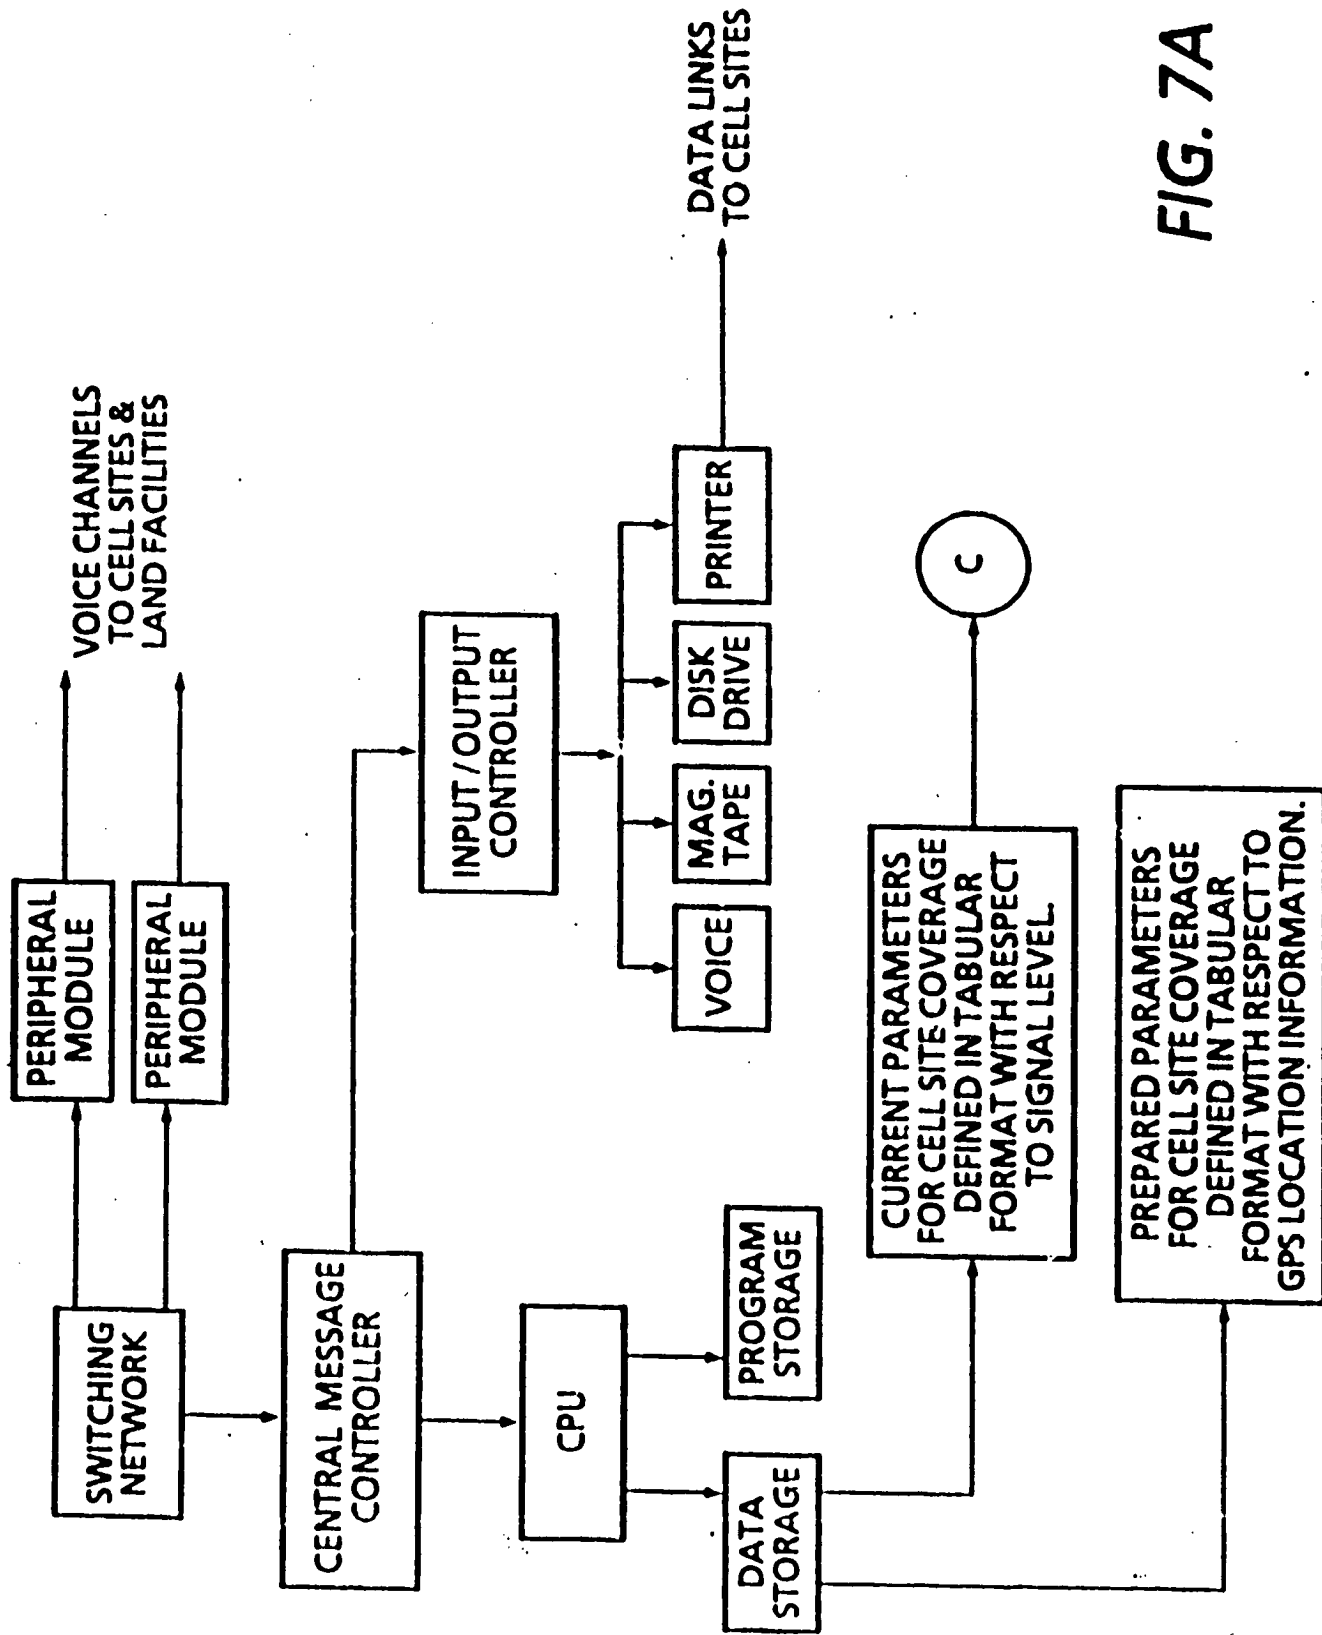 SWITCHING
NETWORK
PERIPHERAL
MODULE
PERIPHERAL
MODULE
VOICE CHANNELS
TO CELL SITES &
LAND FACILITIES
CENTRAL MESSAGE
CONTROLLER
INPUT/OUTPUT
CONTROLLER
CPU
VOICE
MAG.
TAPE
DISK
DRIVE
PRINTER
DATA LINKS
TO CELL SITES
DATA
STORAGE
PROGRAM
STORAGE
CURRENT PARAMETERS
FOR CELL SITE COVERAGE
DEFINED IN TABULAR
FORMAT WITH RESPECT
TO SIGNAL LEVEL.
C
PREPARED PARAMETERS
FOR CELL SITE COVERAGE
DEFINED IN TABULAR
FORMAT WITH RESPECT TO
GPS LOCATION INFORMATION.
FIG. 7A